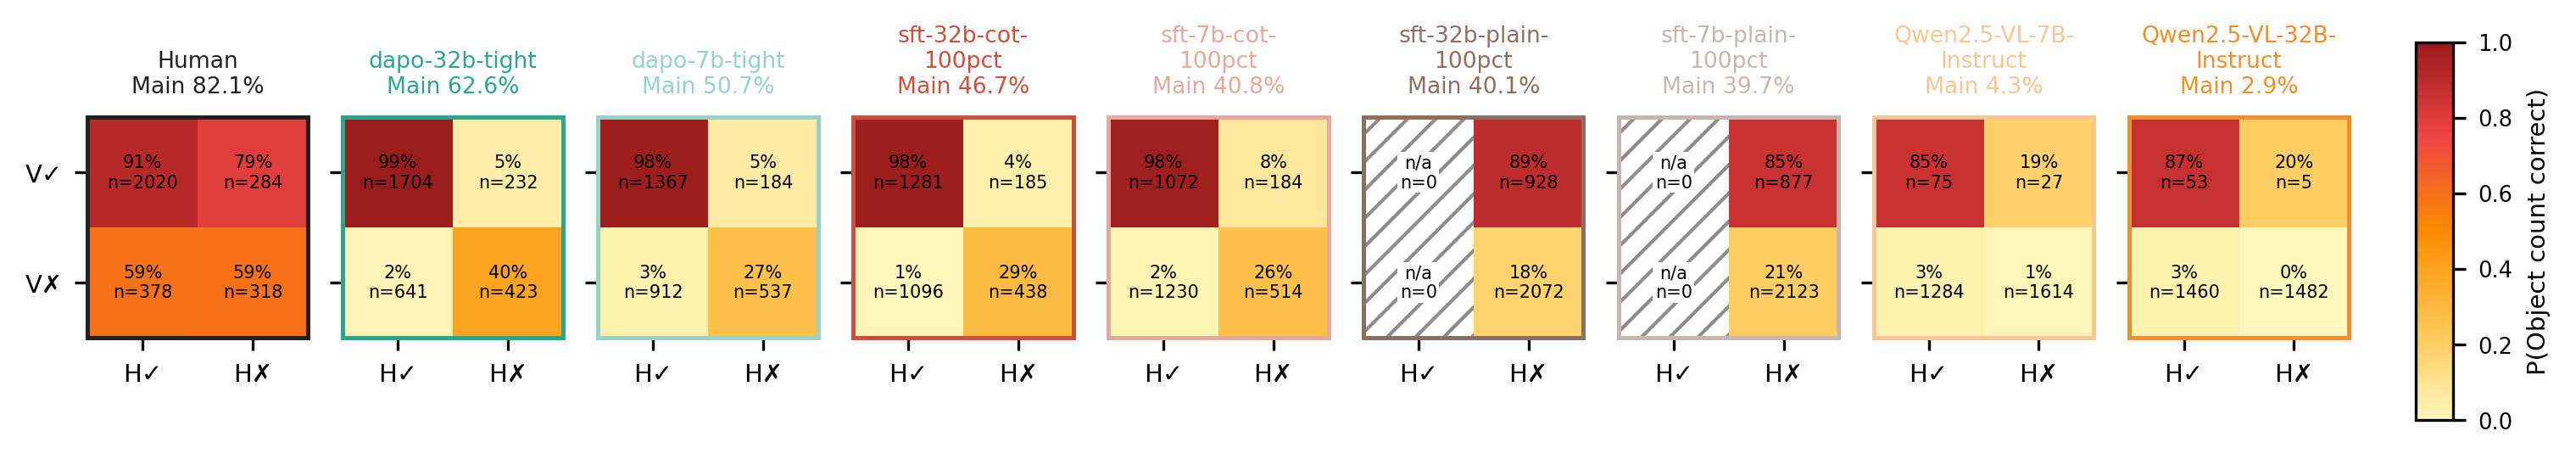 Human
Main 82.1%
dapo-32b-tight
Main 62.6%
dapo-7b-tight
Main 50.7%
sft-32b-cot-
100pct
Main 46.7%
sft-7b-cot-
100pct
Main 40.8%
sft-32b-plain-
100pct
Main 40.1%
sft-7b-plain-
100pct
Main 39.7%
Qwen2.5-VL-7B-
Instruct
Main 4.3%
Qwen2.5-VL-32B-
Instruct
Main 2.9%
V✓
V✗
91%
n=2020
79%
n=284
59%
n=378
59%
n=318
H✓
H✗
99%
n=1704
5%
n=232
2%
n=641
40%
n=423
H✓
H✗
98%
n=1367
5%
n=184
3%
n=912
27%
n=537
H✓
H✗
98%
n=1281
4%
n=185
1%
n=1096
29%
n=438
H✓
H✗
98%
n=1072
8%
n=184
2%
n=1230
26%
n=514
H✓
H✗
n/a
n=0
89%
n=928
n/a
n=0
18%
n=2072
H✓
H✗
n/a
n=0
85%
n=877
n/a
n=0
21%
n=2123
H✓
H✗
85%
n=75
19%
n=27
3%
n=1284
1%
n=1614
H✓
H✗
87%
n=53
20%
n=5
3%
n=1460
0%
n=1482
H✓
H✗
1.0
0.8
0.6
0.4
0.2
0.0
P(Object count correct)